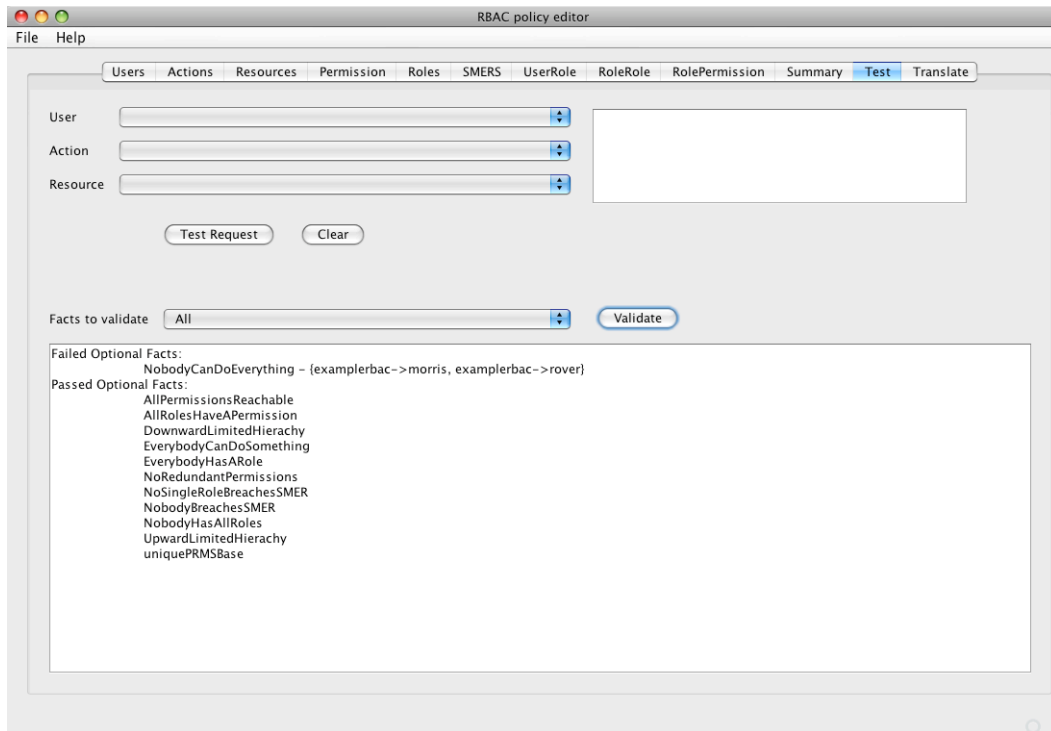 RBAC policy editor
File Help
Users Actions Resources Permission Roles SMERS UserRole RoleRole RolePermission Summary Test Translate
User
Action
Resource
Test Request Clear
Facts to validate All Validate
Failed Optional Facts:
NobodyCanDoEverything – {examplerbac->morris, examplerbac->rover}
Passed Optional Facts:
AllPermissionsReachable
AllRolesHaveAPermission
DownwardLimitedHierachy
EverybodyCanDoSomething
EverybodyHasARole
NoRedundantPermissions
NoSingleRoleBreachesSMER
NobodyBreachesSMER
NobodyHasAllRoles
UpwardLimitedHierachy
uniquePRMSBase